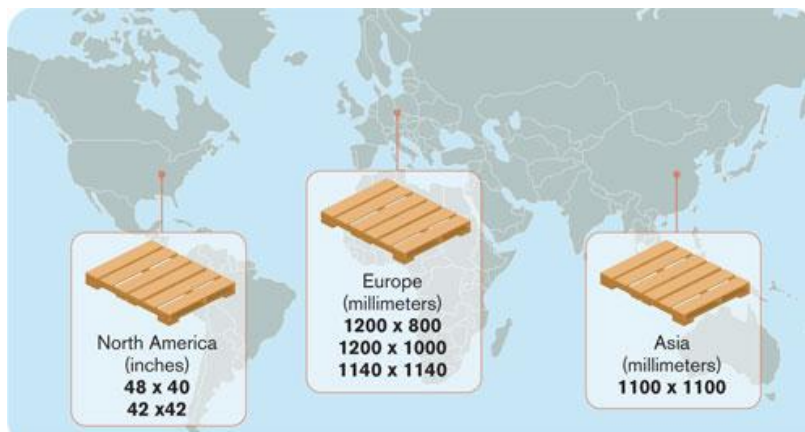 North America
(inches)
48 x 40
42 x42
Europe
(millimeters)
1200 x 800
1200 x 1000
1140 x 1140
Asia
(millimeters)
1100 x 1100